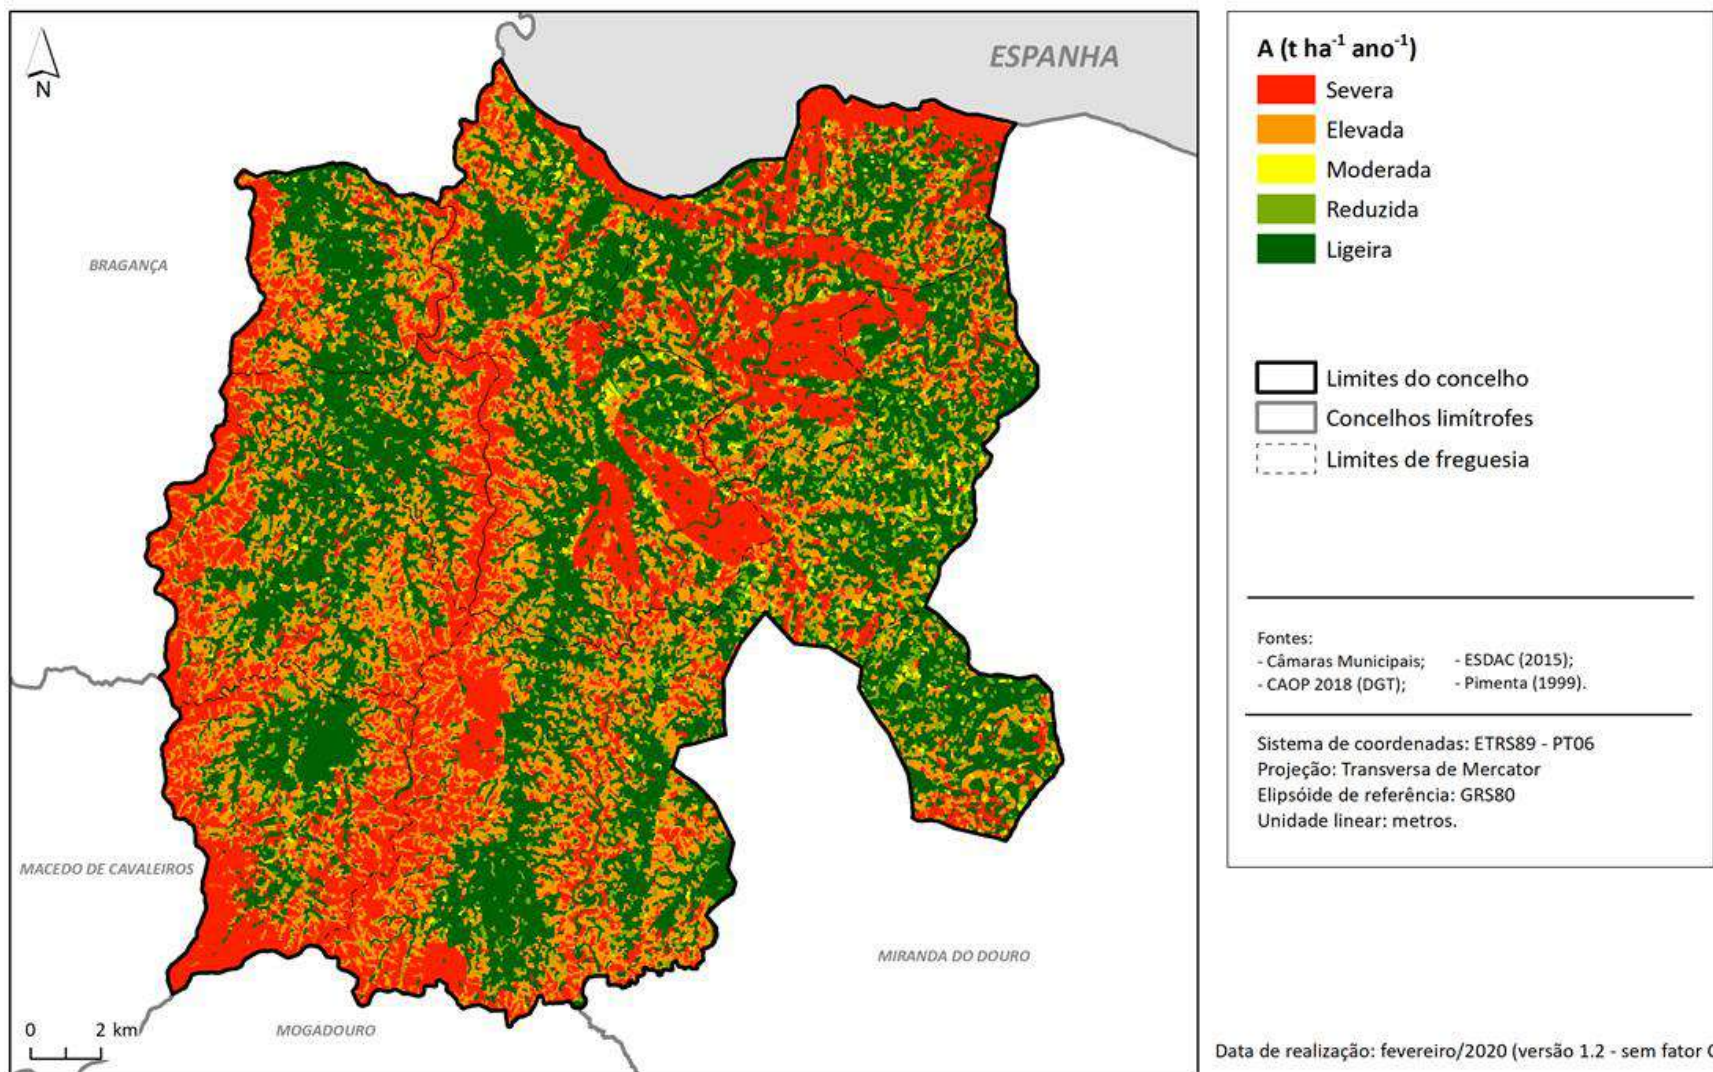 ESPANHA
N
BRAGANÇA
MACEDO DE CAVALEIROS
MIRANDA DO DOURO
MOGADOURO
0 2 km
A (t ha⁻¹ ano⁻¹)
Severa
Elevada
Moderada
Reduzida
Ligeira
Limites do concelho
Concelhos limítrofes
Limites de freguesia
Fontes:
- Câmaras Municipais; - ESDAC (2015);
- CAOP 2018 (DGT); - Pimenta (1999).
Sistema de coordenadas: ETRS89 - PT06
Projeção: Transversa de Mercator
Elipsóide de referência: GRS80
Unidade linear: metros.
Data de realização: fevereiro/2020 (versão 1.2 - sem fator